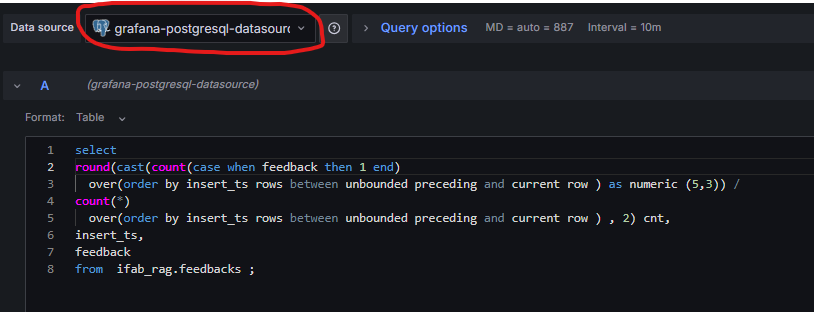 Data source grafana-postgresql-datasourc Query options MD = auto = 887 Interval = 10m
A (grafana-postgresql-datasource)
Format: Table
1 select
2 round(cast(count(case when feedback then 1 end)
3 over(order by insert_ts rows between unbounded preceding and current row ) as numeric (5,3)) /
4 count(*)
5 over(order by insert_ts rows between unbounded preceding and current row ) , 2) cnt,
6 insert_ts,
7 feedback
8 from ifab_rag.feedbacks ;